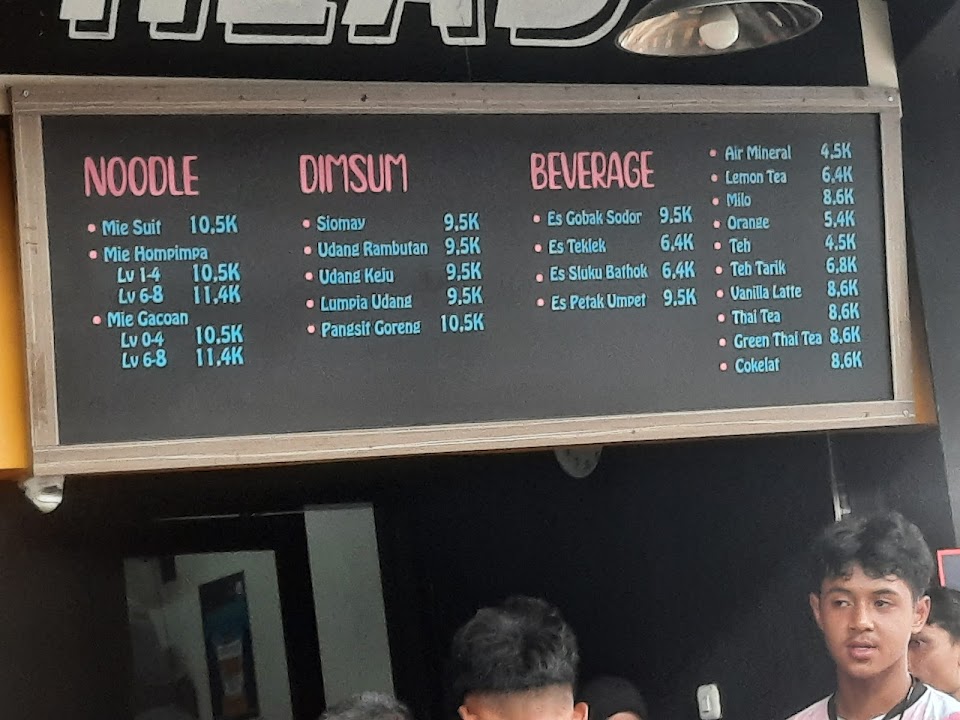 HEAD
NOODLE
Mie Suit 10,5K
Mie Hompimpa
Lv 1-4 10,5K
Lv 6-8 11,4K
Mie Gacoan
Lv 0-4 10,5K
Lv 6-8 11,4K
DIMSUM
Siomay 9,5K
Udang Rambutan 9,5K
Udang Keju 9,5K
Lumpia Udang 9,5K
Pangsit Goreng 10,5K
BEVERAGE
Es Gobak Sodor 9,5K
Es Teklek 6,4K
Es Sluku Bathok 6,4K
Es Petak Umpet 9,5K
Air Mineral 4,5K
Lemon Tea 6,4K
Milo 8,6K
Orange 5,4K
Teh 4,5K
Teh Tarik 6,8K
Vanilla Latte 8,6K
Thai Tea 8,6K
Green Thai Tea 8,6K
Cokelat 8,6K